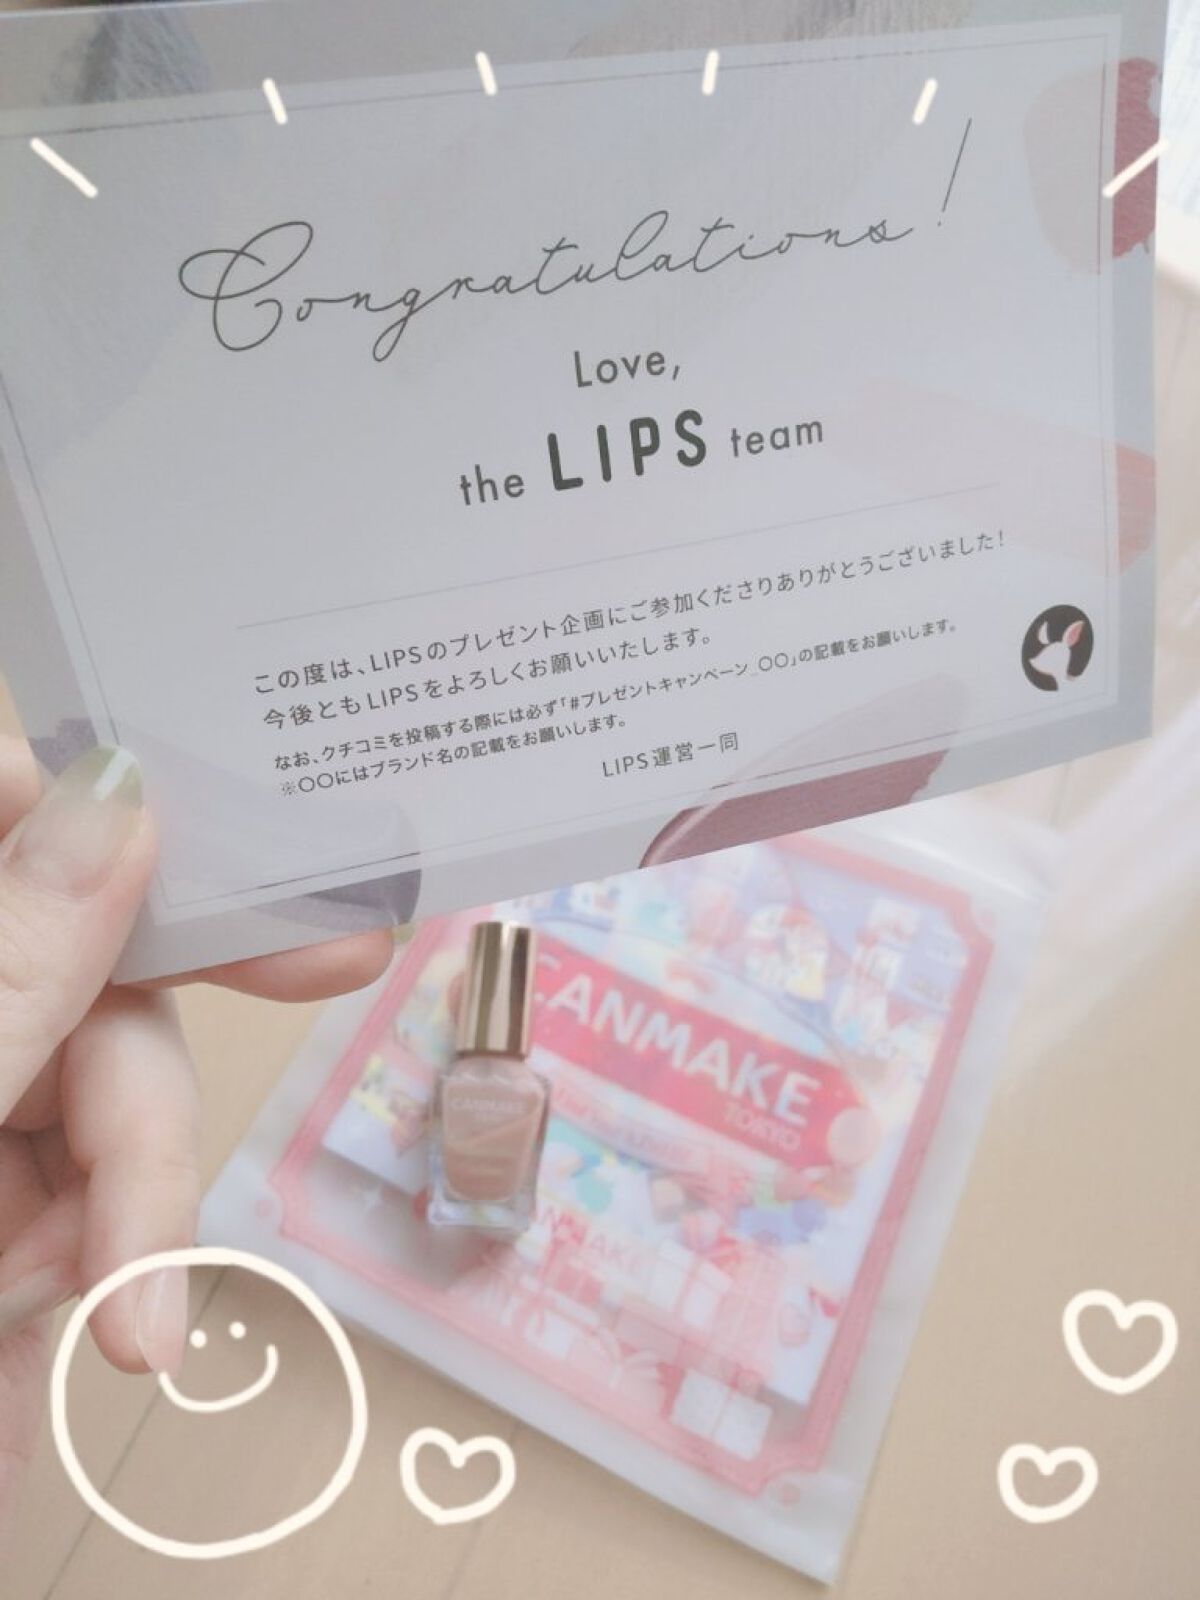 Congratulations!
Love,
the LIPS team
この度は、LIPSのプレゼント企画にご参加くださりありがとうございました!
今後ともLIPSをよろしくお願いいたします。
なお、クチコミを投稿する際には必ず「#プレゼントキャンペーン_〇〇」の記載をお願いします。
※〇〇にはブランド名の記載をお願いします。
LIPS運営一同
CANMAKE
TOKYO
CANMAKE
CANMAKE